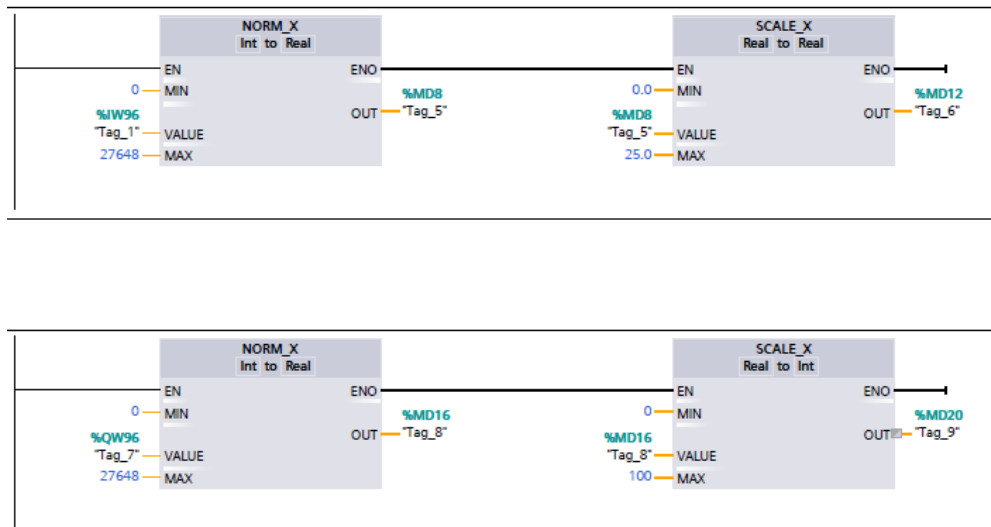 NORM_X
Int to Real
SCALE_X
Real to Real
EN ENO
EN ENO
0 MIN
%MD8
0.0 MIN
%MD12
%IW96
OUT "Tag_5"
%MD8
OUT "Tag_6"
"Tag_1" VALUE
"Tag_5" VALUE
27648 MAX
25.0 MAX
NORM_X
Int to Real
SCALE_X
Real to Int
EN ENO
EN ENO
0 MIN
%MD16
0 MIN
%MD20
%QW96
OUT "Tag_8"
%MD16
OUT "Tag_9"
"Tag_7" VALUE
"Tag_8" VALUE
27648 MAX
100 MAX